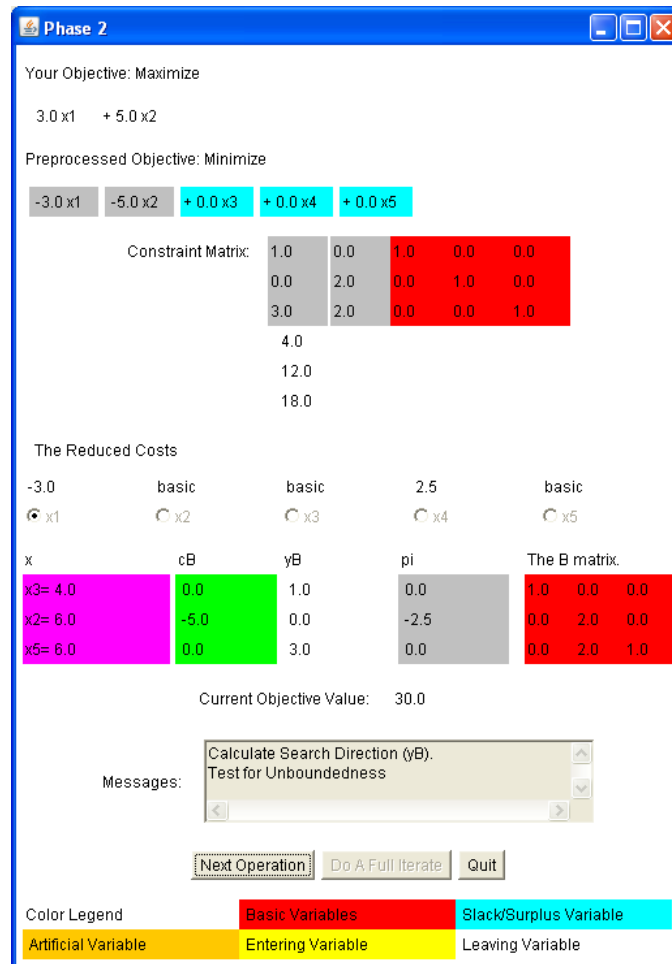 Phase 2
Your Objective: Maximize
3.0 x1 + 5.0 x2
Preprocessed Objective: Minimize
-3.0 x1 -5.0 x2 + 0.0 x3 + 0.0 x4 + 0.0 x5
Constraint Matrix: 1.0 0.0 1.0 0.0 0.0
0.0 2.0 0.0 1.0 0.0
3.0 2.0 0.0 0.0 1.0
4.0
12.0
18.0
The Reduced Costs
-3.0 basic basic 2.5 basic
x1 x2 x3 x4 x5
x cB yB pi The B matrix.
x3= 4.0 0.0 1.0 0.0 1.0 0.0 0.0
x2= 6.0 -5.0 0.0 -2.5 0.0 2.0 0.0
x5= 6.0 0.0 3.0 0.0 0.0 2.0 1.0
Current Objective Value: 30.0
Messages: Calculate Search Direction (yB).
Test for Unboundedness
Next Operation Do A Full Iterate Quit
Color Legend Basic Variables Slack/Surplus Variable
Artificial Variable Entering Variable Leaving Variable